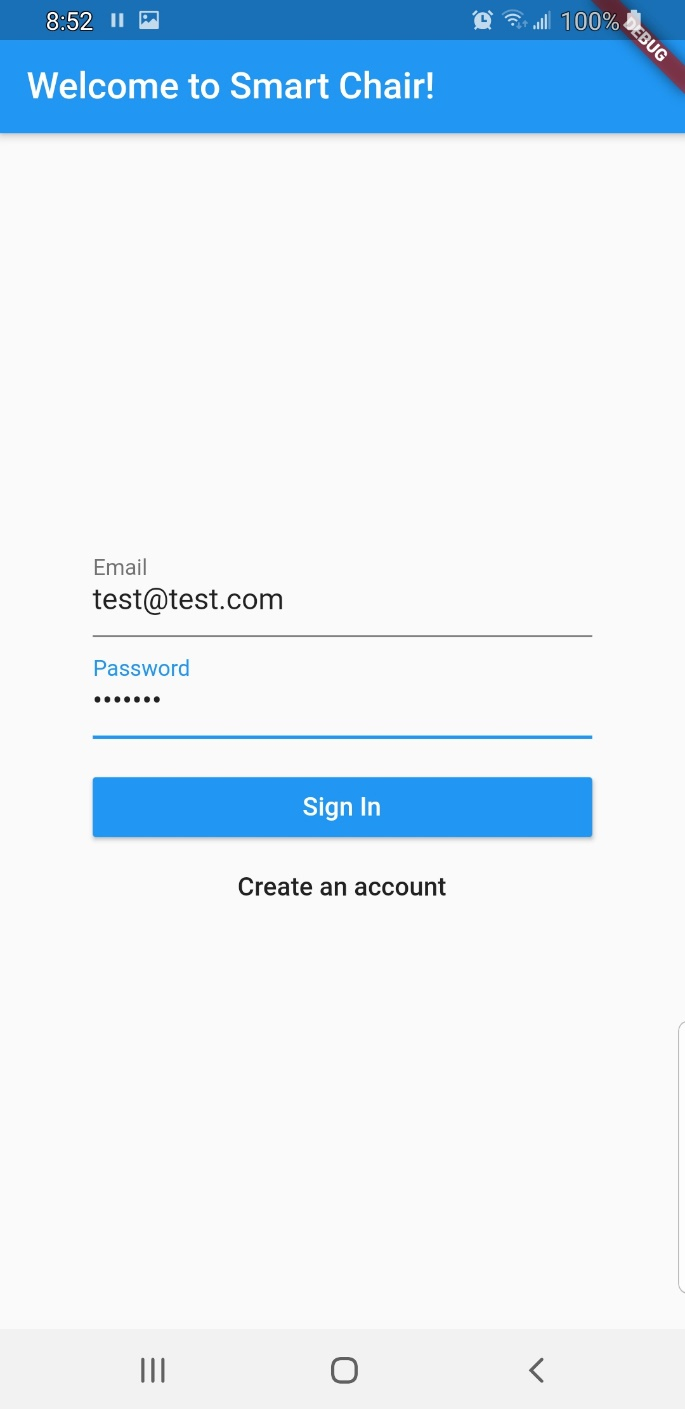 8:52
100%
DEBUG
Welcome to Smart Chair!
Email
test@test.com
Password
•••••••
Sign In
Create an account